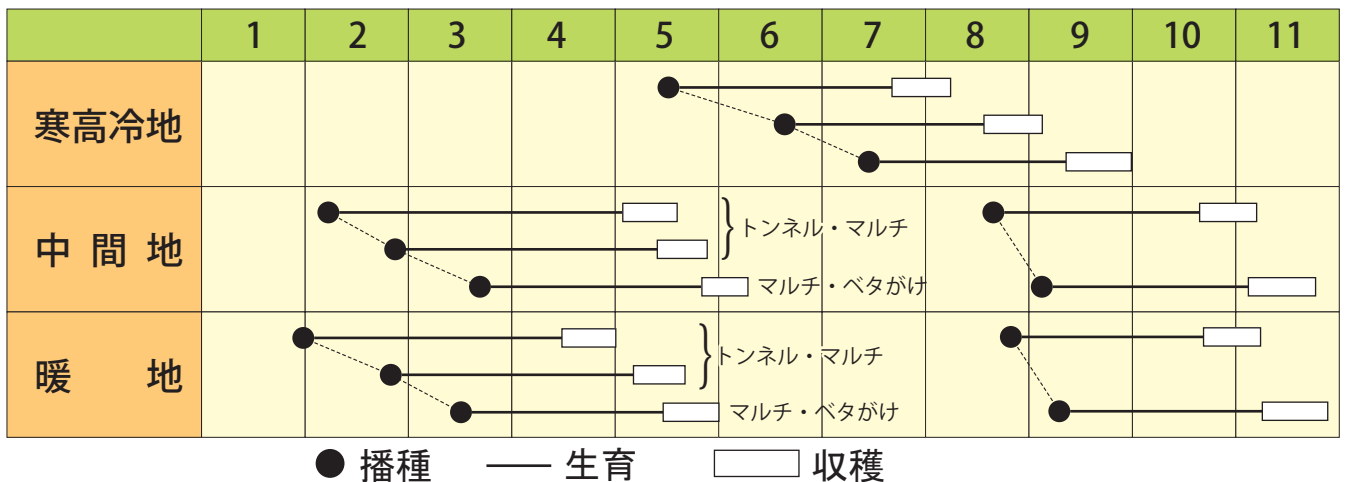 1 2 3 4 5 6 7 8 9 10 11
寒高冷地
中間地
トンネル・マルチ
マルチ・ベタがけ
暖地
トンネル・マルチ
マルチ・ベタがけ
播種 生育 収穫